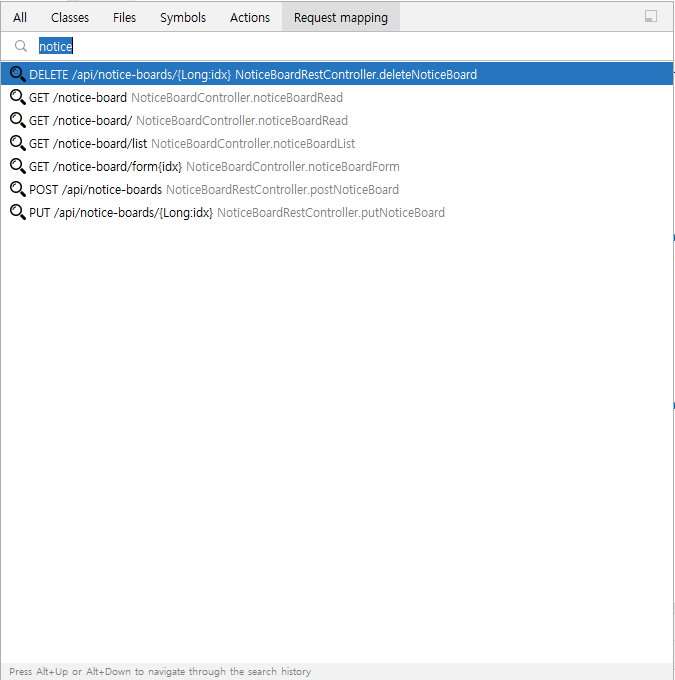 All Classes Files Symbols Actions Request mapping
notice
DELETE /api/notice-boards/{Long:idx} NoticeBoardRestController.deleteNoticeBoard
GET /notice-board NoticeBoardController.noticeBoardRead
GET /notice-board/ NoticeBoardController.noticeBoardRead
GET /notice-board/list NoticeBoardController.noticeBoardList
GET /notice-board/form{idx} NoticeBoardController.noticeBoardForm
POST /api/notice-boards NoticeBoardRestController.postNoticeBoard
PUT /api/notice-boards/{Long:idx} NoticeBoardRestController.putNoticeBoard
Press Alt+Up or Alt+Down to navigate through the search history